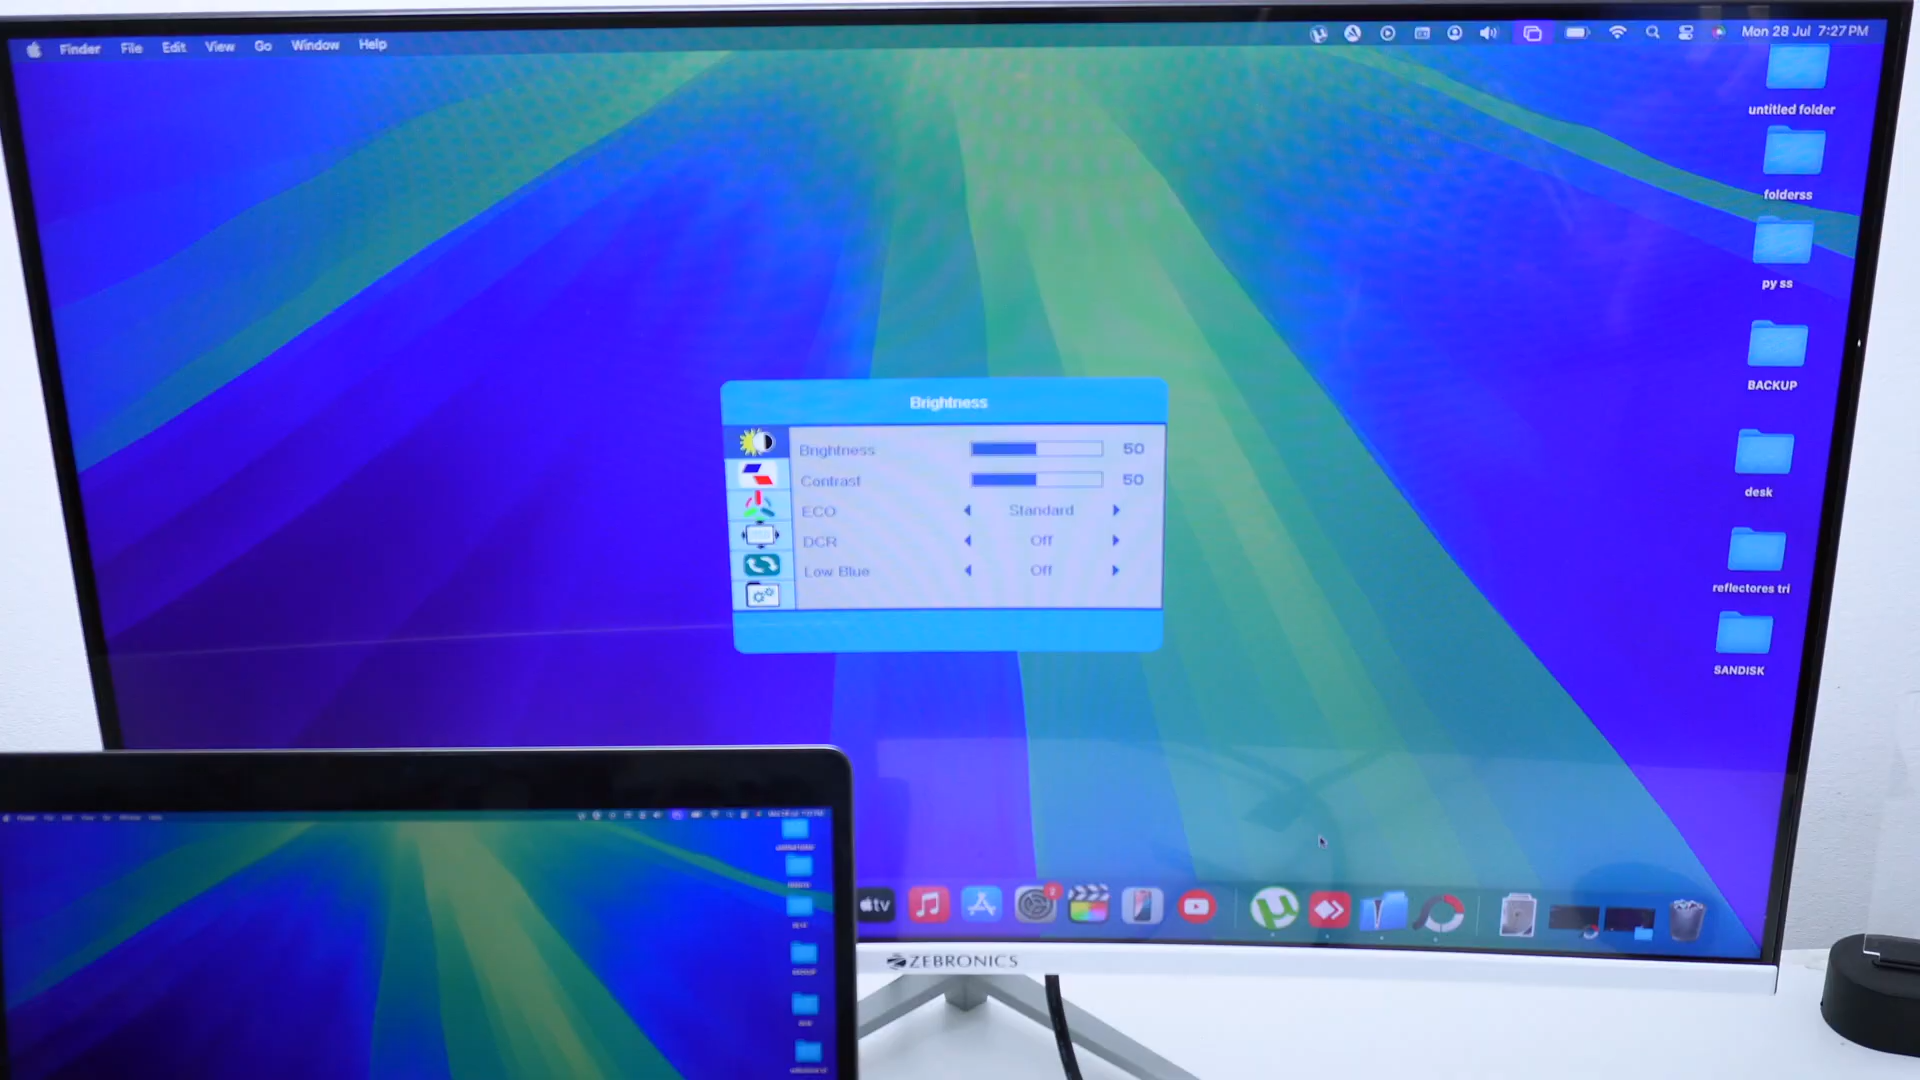 Finder File Edit View Go Window Help Mon 28 Jul 7:27 PM
untitled folder
folderss
py ss
BACKUP
desk
reflectores tri
SANDISK
Brightness
Brightness 50
Contrast 50
ECO Standard
DCR Off
Low Blue Off
tv
2
ZEBRONICS